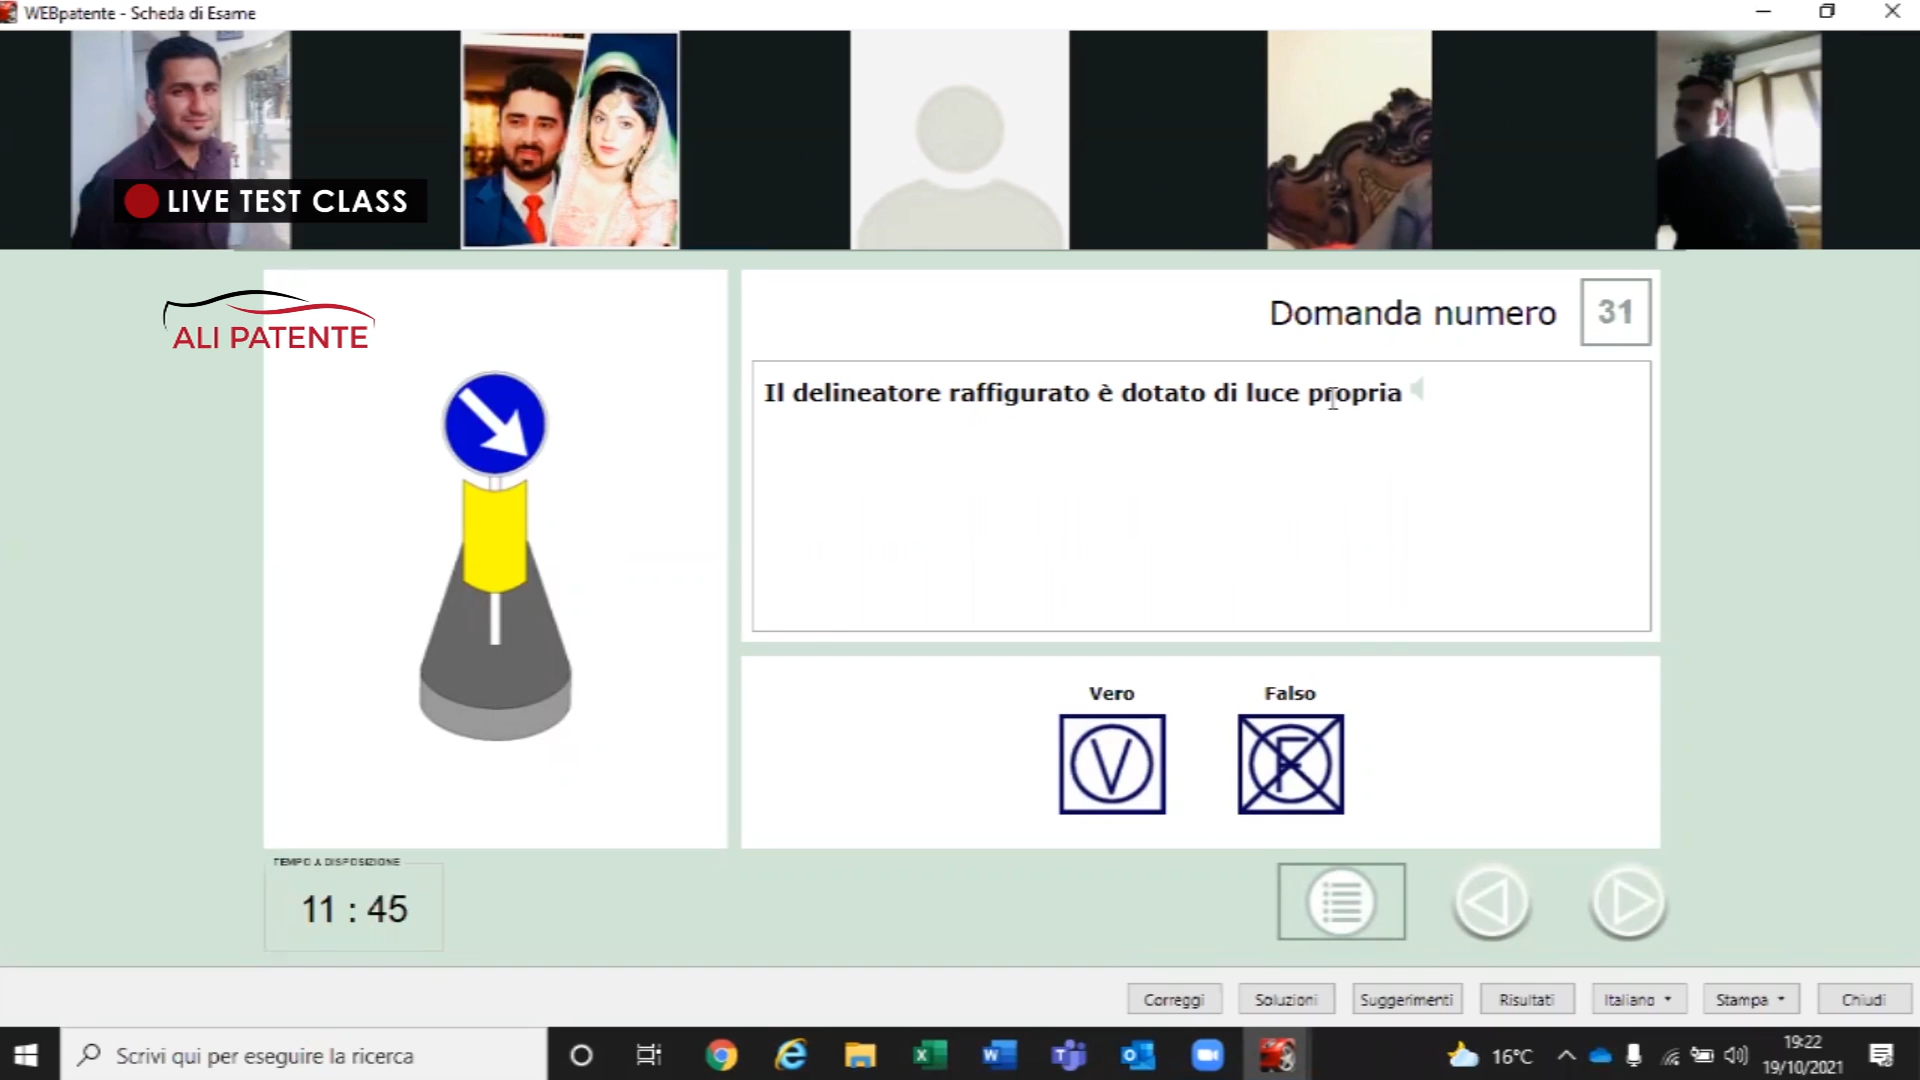 WEBpatente - Scheda di Esame
LIVE TEST CLASS
ALI PATENTE
Domanda numero 31
Il delineatore raffigurato è dotato di luce propria
Vero Falso
V F
TEMPO A DISPOSIZIONE
11 : 45
Correggi Soluzioni Suggerimenti Risultati Italiano Stampa Chiudi
Scrivi qui per eseguire la ricerca
16°C
19:22
19/10/2021